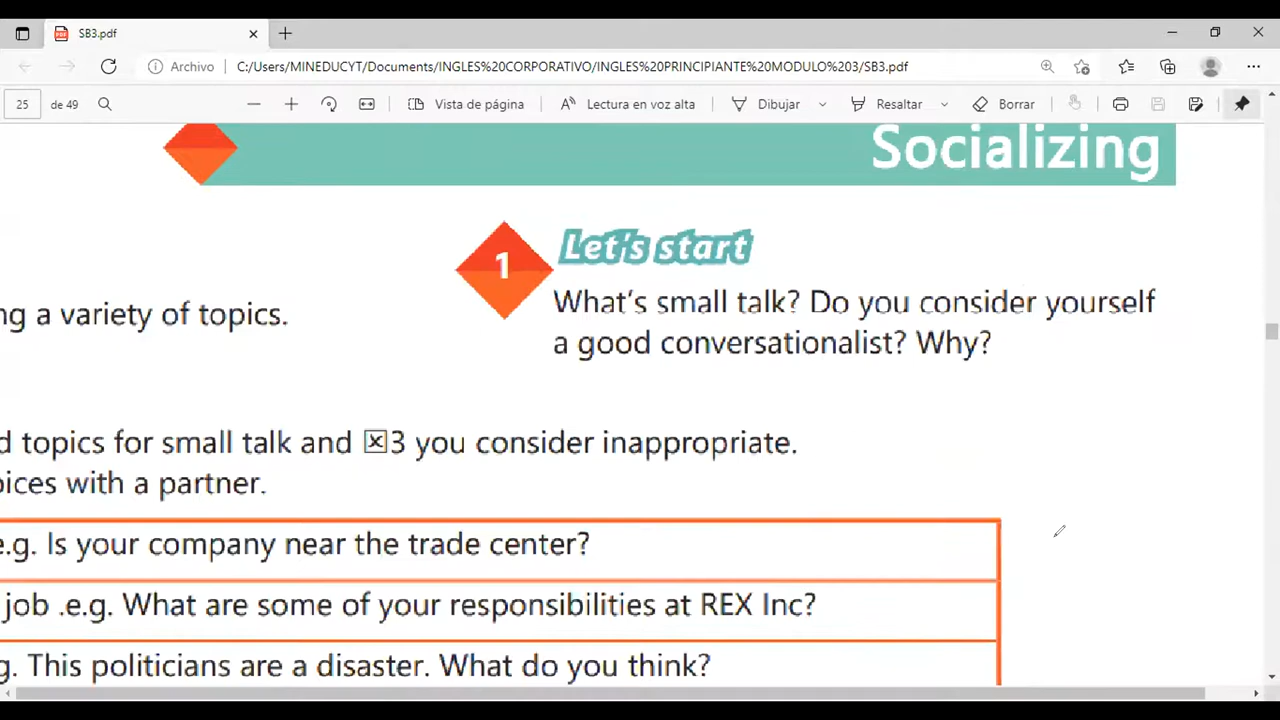 SB3.pdf
Archivo C:/Users/MINEDUCYT/Documents/INGLES%20CORPORATIVO/INGLES%20PRINCIPIANTE%20MODULO%203/SB3.pdf
25 de 49 Vista de página Lectura en voz alta Dibujar Resaltar Borrar
Socializing
1 Let's start
What's small talk? Do you consider yourself
ng a variety of topics.
a good conversationalist? Why?
d topics for small talk and ☒3 you consider inappropriate.
oices with a partner.
e.g. Is your company near the trade center?
job .e.g. What are some of your responsibilities at REX Inc?
g. This politicians are a disaster. What do you think?